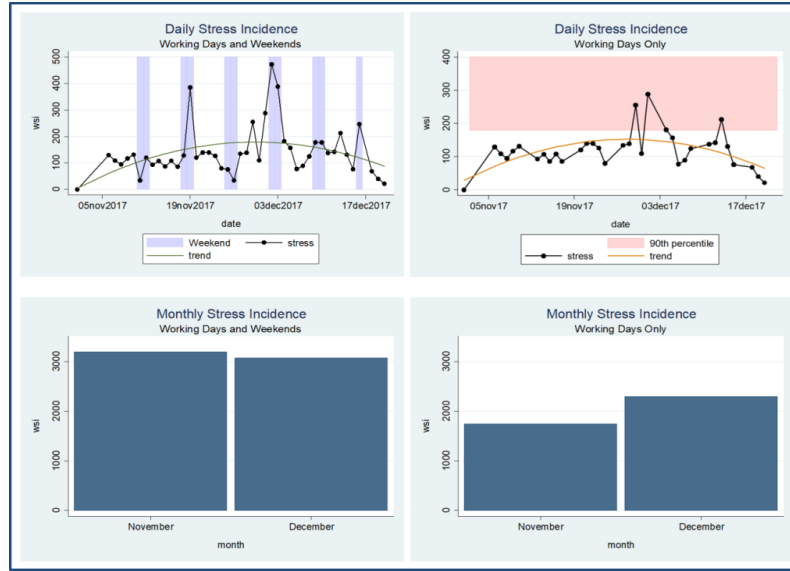 Daily Stress Incidence
Working Days and Weekends
500
400
300
200
100
0
wsi
05nov2017
19nov2017
03dec2017
17dec2017
date
Weekend
stress
trend
Daily Stress Incidence
Working Days Only
400
300
200
100
0
wsi
05nov17
19nov17
03dec17
17dec17
date
90th percentile
stress
trend
Monthly Stress Incidence
Working Days and Weekends
3000
2000
1000
0
wsi
November
December
month
Monthly Stress Incidence
Working Days Only
3000
2000
1000
0
wsi
November
December
month